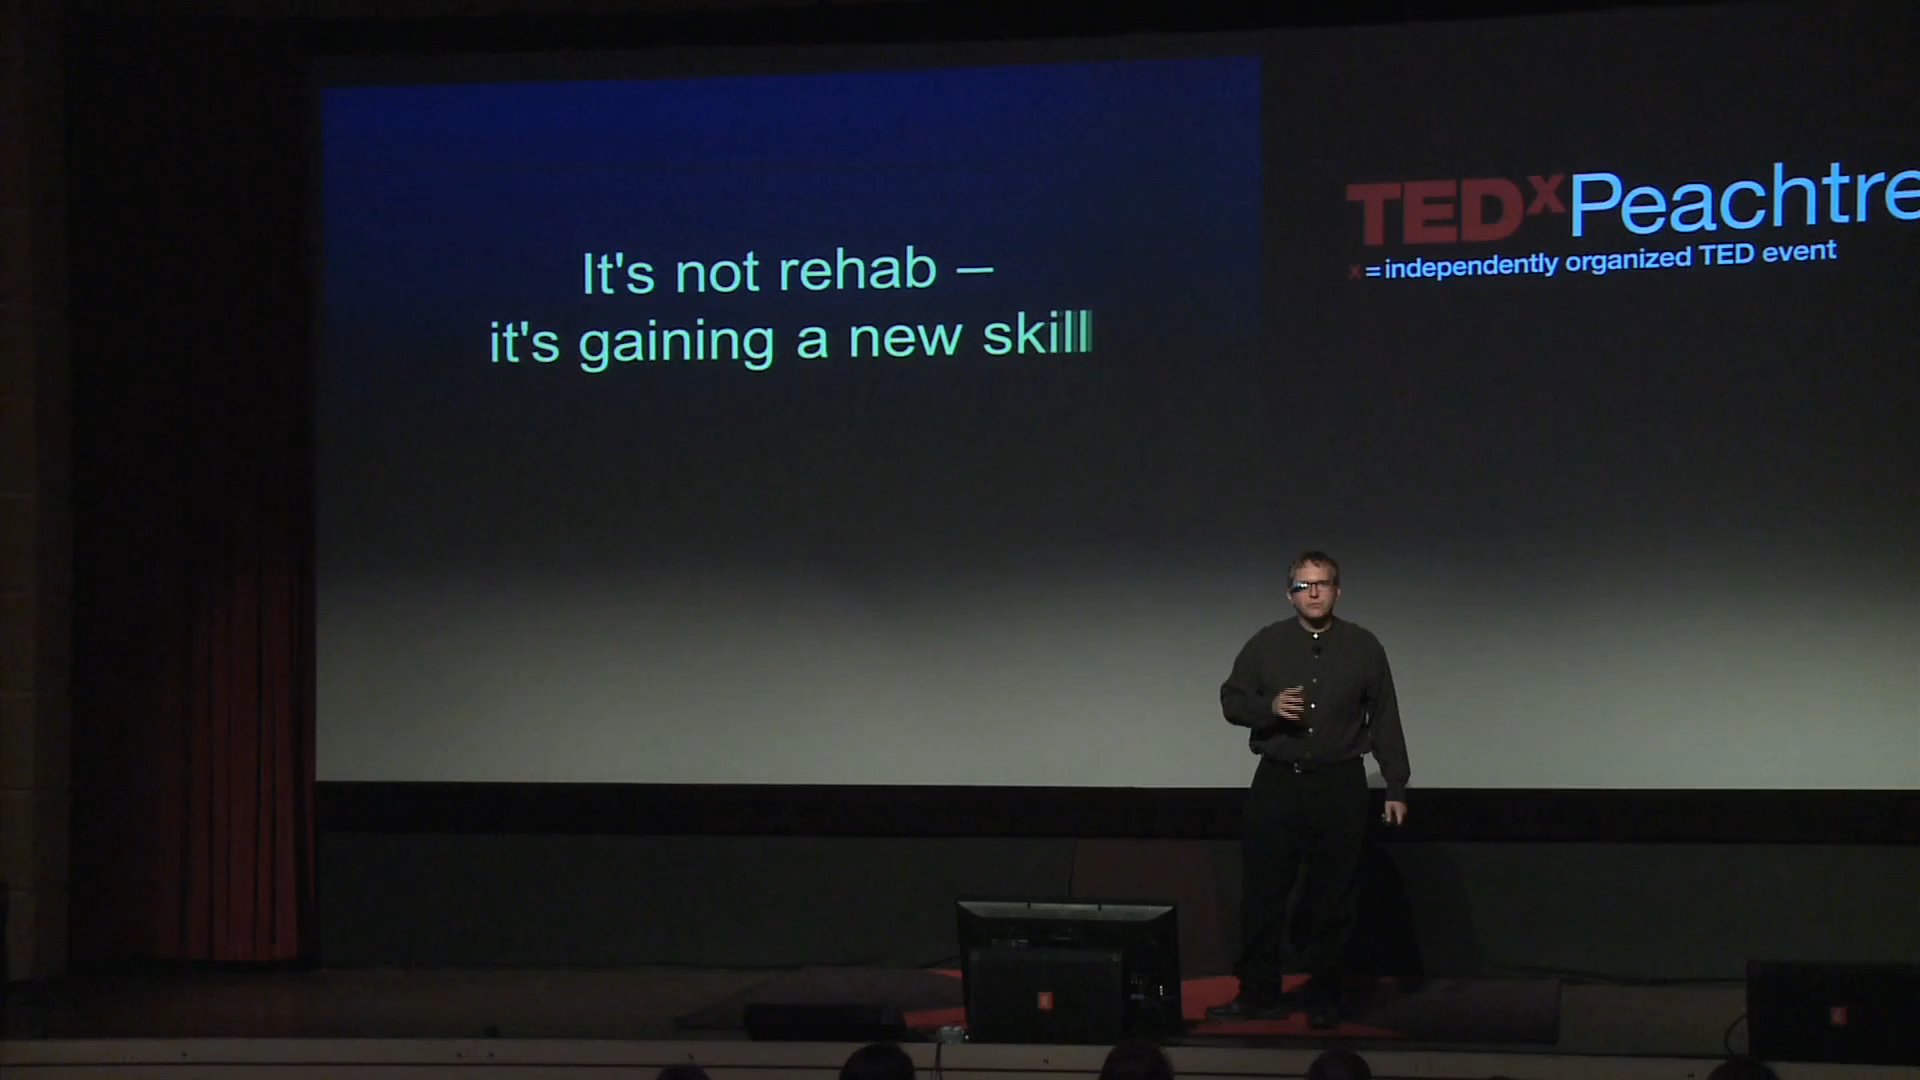 It's not rehab –
it's gaining a new skill
TEDxPeachtre
x = independently organized TED event